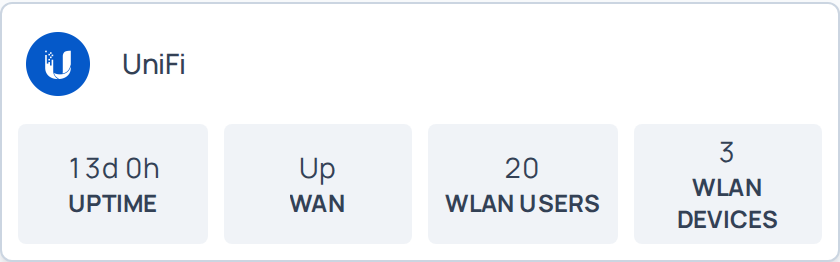 UniFi
13d 0h
UPTIME
Up
WAN
20
WLAN USERS
3
WLAN
DEVICES